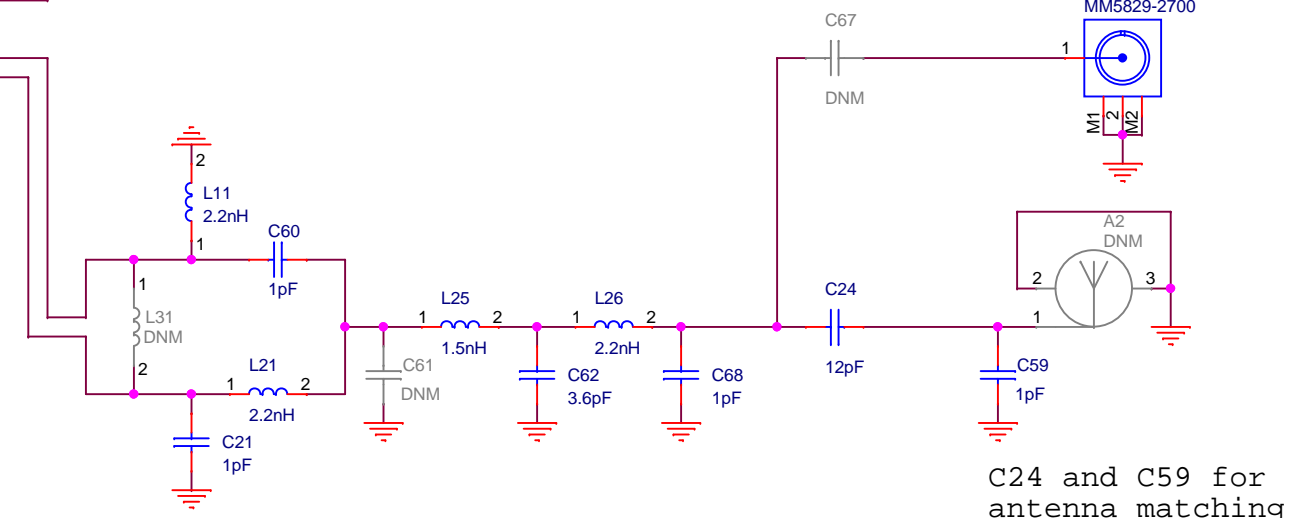 MM5829-2700
C67
1
DNM
M1
2
M2
2
L11
2.2nH
1
C60
1pF
A2
DNM
2
3
1
L31
DNM
2
L25
1
2
1.5nH
L26
1
2
2.2nH
C24
12pF
1
L21
1
2
2.2nH
C61
DNM
C62
3.6pF
C68
1pF
C59
1pF
C21
1pF
C24 and C59 for
antenna matching